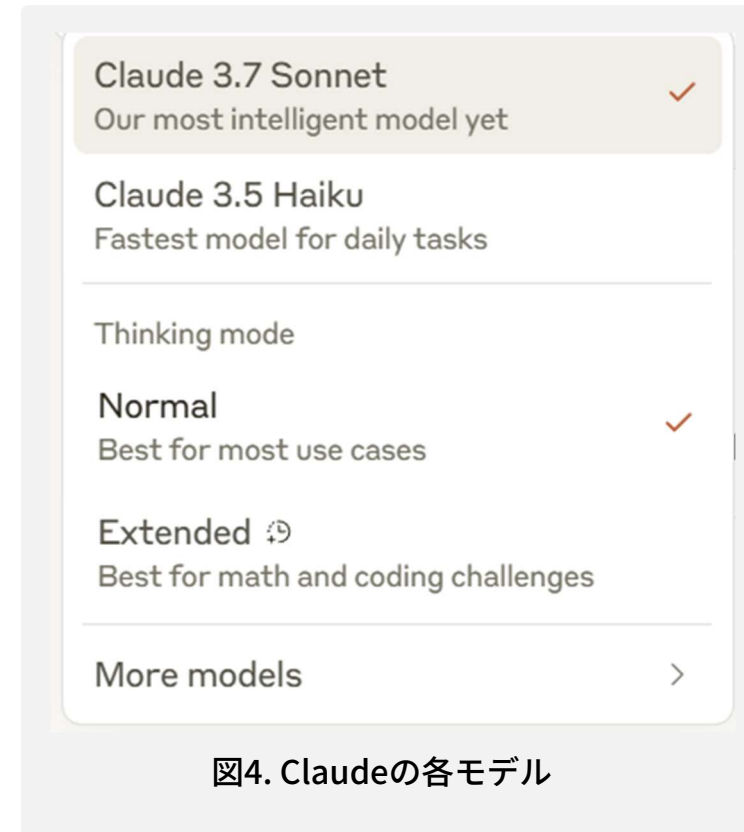 Claude 3.7 Sonnet
Our most intelligent model yet
Claude 3.5 Haiku
Fastest model for daily tasks
Thinking mode
Normal
Best for most use cases
Extended
Best for math and coding challenges
More models
図4. Claudeの各モデル